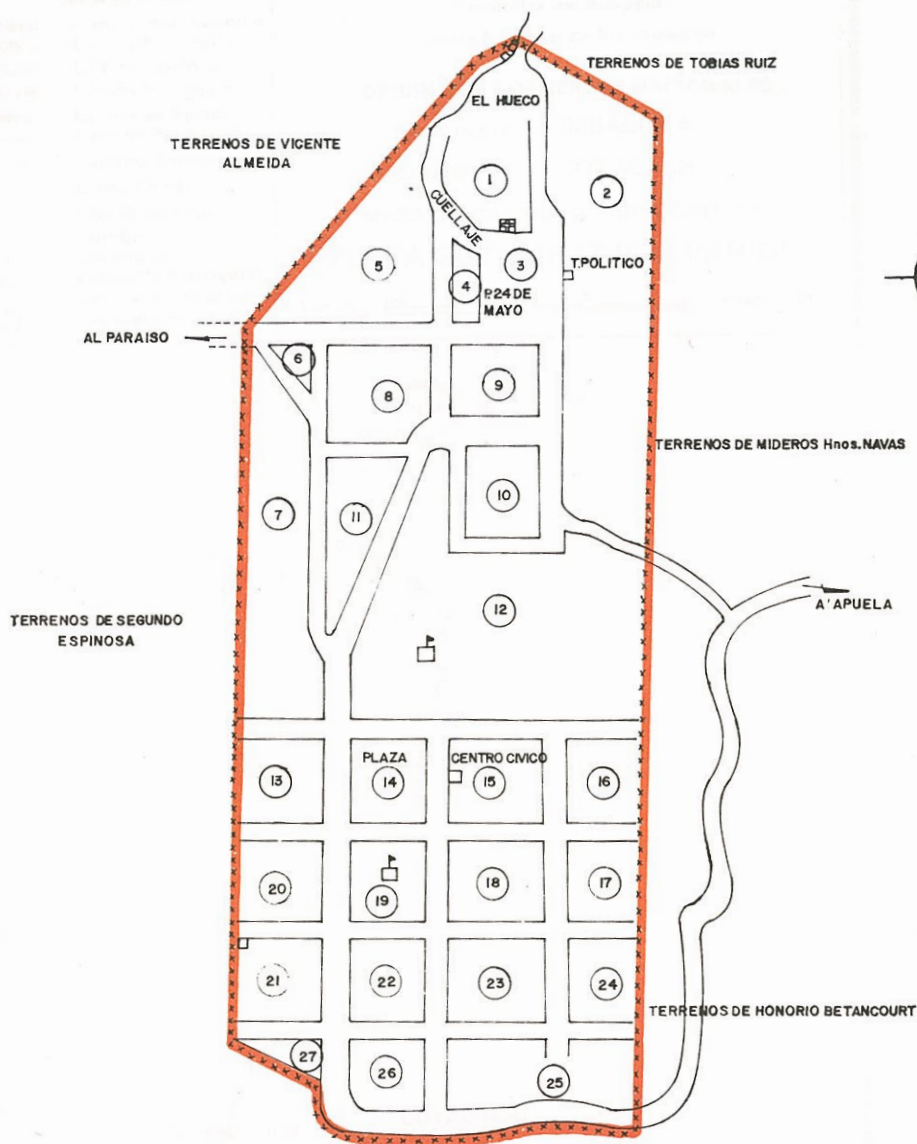 TERRENOS DE TOBIAS RUIZ
EL HUECO
TERRENOS DE VICENTE
ALMEIDA
1
2
CUELLAJE
5
3
T.POLITICO
4
P.24 DE
MAYO
AL PARAISO
6
8
9
TERRENOS DE MIDEROS Hnos.NAVAS
7
11
10
12
A'APUELA
TERRENOS DE SEGUNDO
ESPINOSA
PLAZA
CENTRO CIVICO
13
14
15
16
20
19
18
17
21
22
23
24
TERRENOS DE HONORIO BETANCOURT
27
26
25